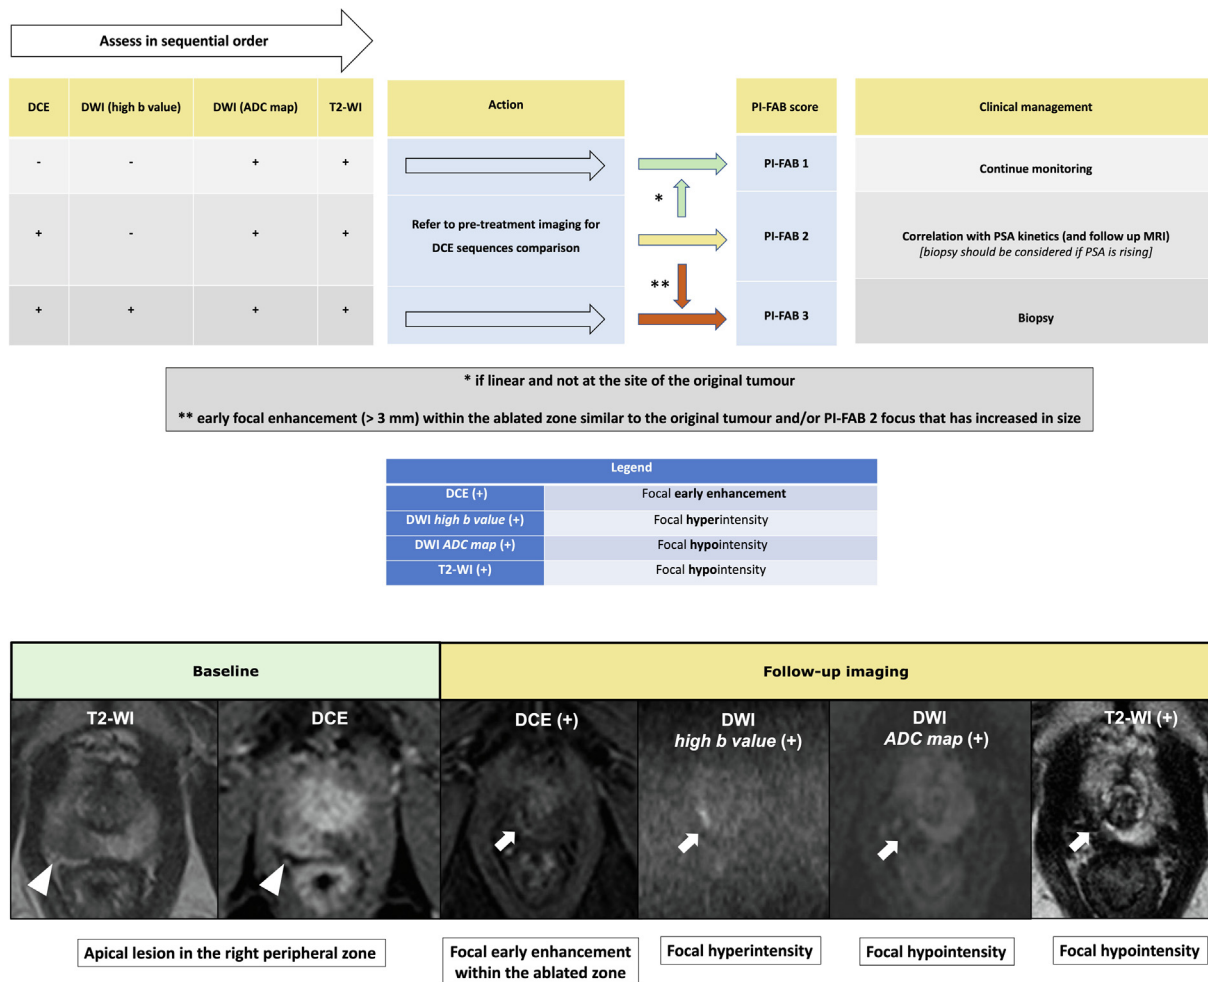 Assess in sequential order
DCE DWI (high b value) DWI (ADC map) T2-WI Action PI-FAB score Clinical management
- - + + PI-FAB 1 Continue monitoring
*
+ - + + Refer to pre-treatment imaging for DCE sequences comparison PI-FAB 2 Correlation with PSA kinetics (and follow up MRI)
[biopsy should be considered if PSA is rising]
**
+ + + + PI-FAB 3 Biopsy
* if linear and not at the site of the original tumour
** early focal enhancement (> 3 mm) within the ablated zone similar to the original tumour and/or PI-FAB 2 focus that has increased in size
Legend
DCE (+) Focal early enhancement
DWI high b value (+) Focal hyperintensity
DWI ADC map (+) Focal hypointensity
T2-WI (+) Focal hypointensity
Baseline Follow-up imaging
T2-WI DCE DCE (+) DWI high b value (+) DWI ADC map (+) T2-WI (+)
Apical lesion in the right peripheral zone
Focal early enhancement
within the ablated zone
Focal hyperintensity
Focal hypointensity
Focal hypointensity